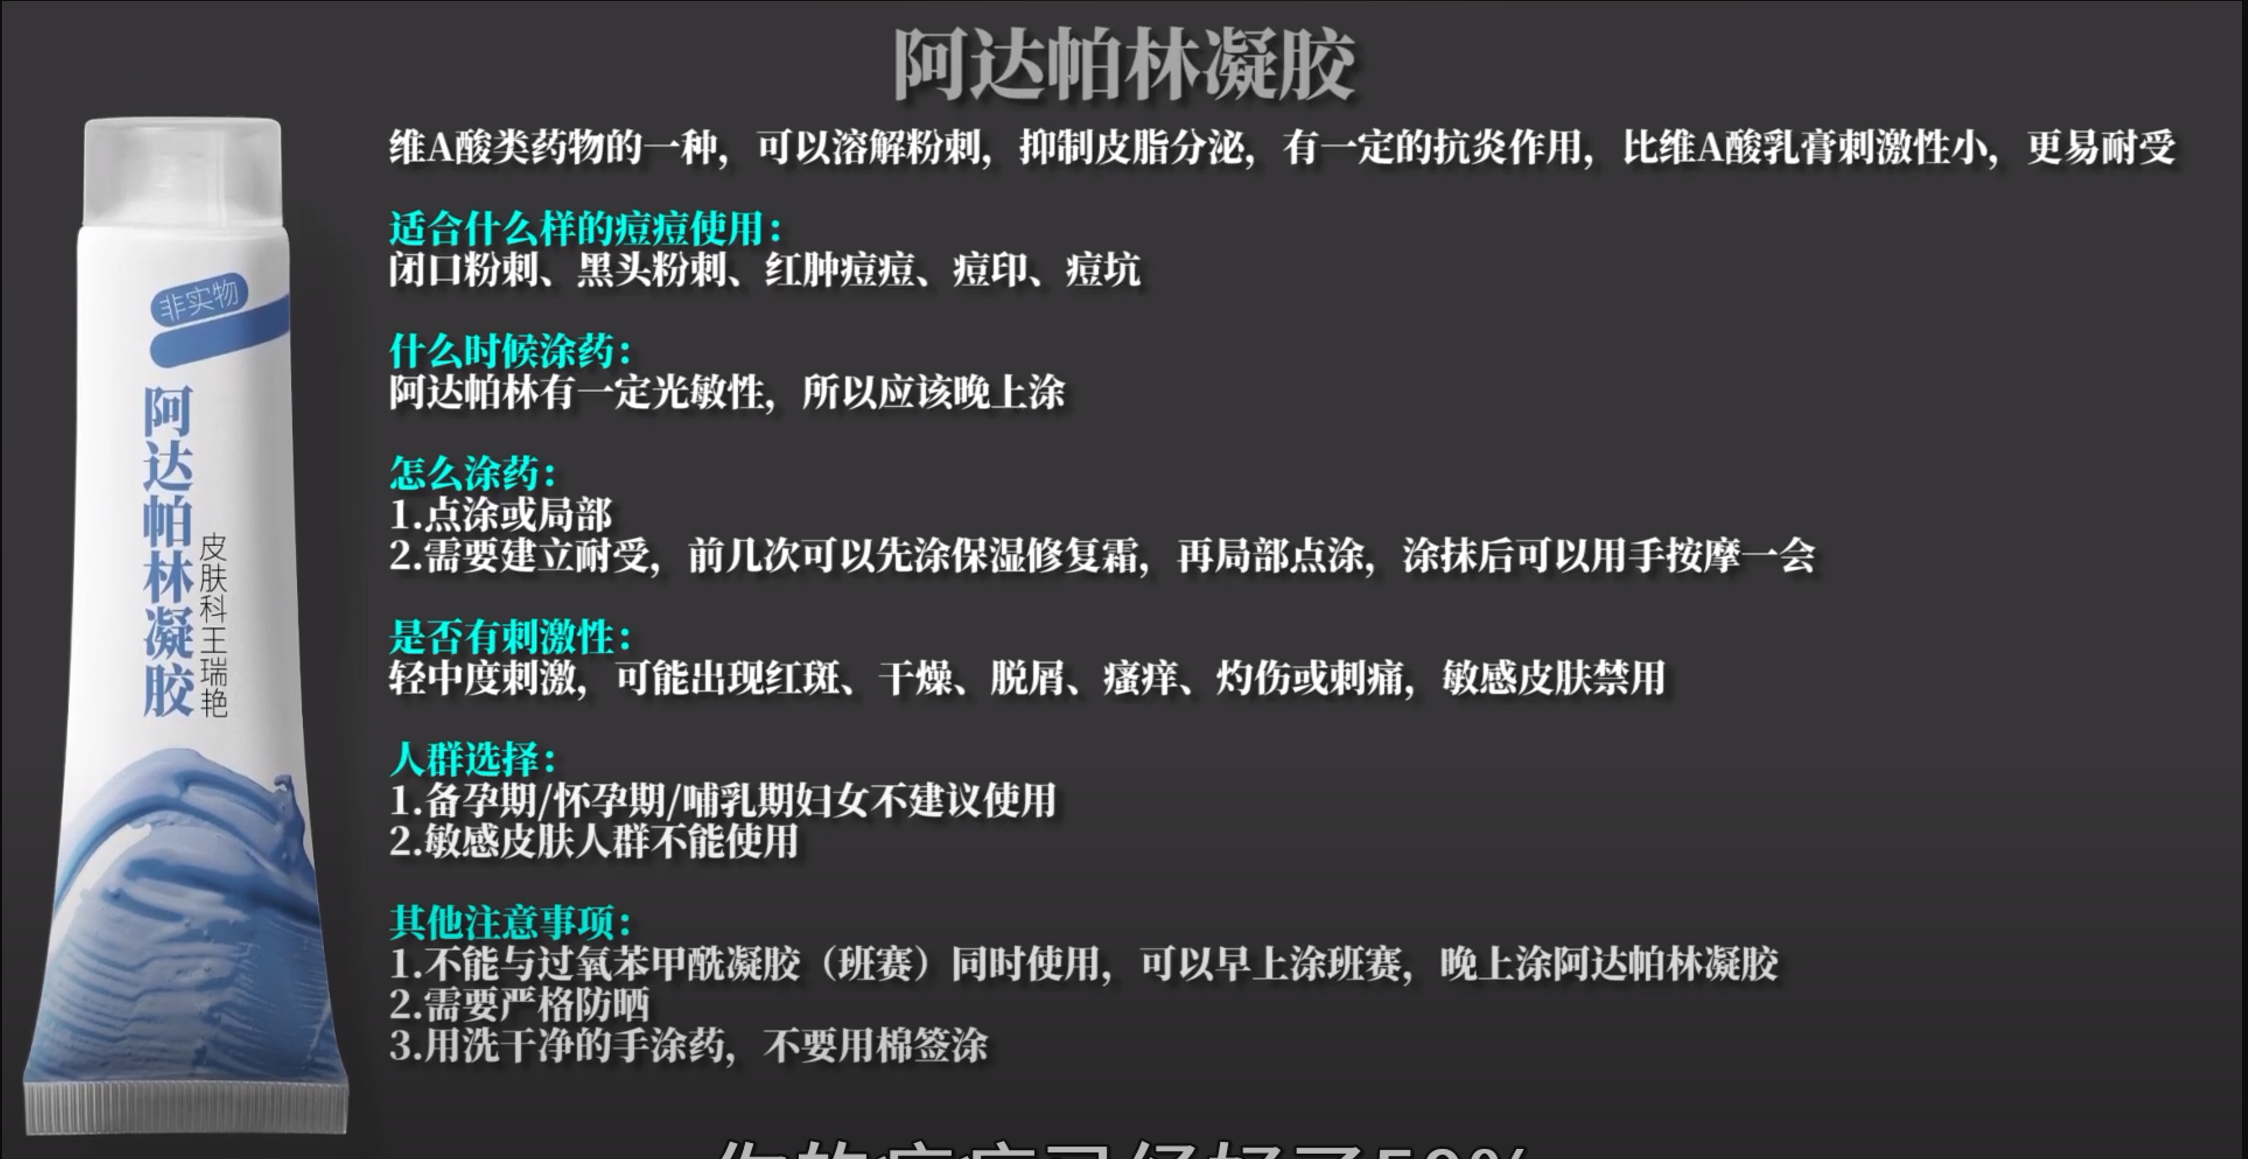 阿达帕林凝胶
维A酸类药物的一种，可以溶解粉刺，抑制皮脂分泌，有一定的抗炎作用，比维A酸乳膏刺激性小，更易耐受
适合什么样的痘痘使用：
闭口粉刺、黑头粉刺、红肿痘痘、痘印、痘坑
什么时候涂药：
阿达帕林有一定光敏性，所以应该晚上涂
怎么涂药：
1.点涂或局部
2.需要建立耐受，前几次可以先涂保湿修复霜，再局部点涂，涂抹后可以用手按摩一会
是否有刺激性：
轻中度刺激，可能出现红斑、干燥、脱屑、瘙痒、灼伤或刺痛，敏感皮肤禁用
人群选择：
1.备孕期/怀孕期/哺乳期妇女不建议使用
2.敏感皮肤人群不能使用
其他注意事项：
1.不能与过氧苯甲酰凝胶（班赛）同时使用，可以早上涂班赛，晚上涂阿达帕林凝胶
2.需要严格防晒
3.用洗干净的手涂药，不要用棉签涂
非实物
阿达帕林凝胶
皮肤科王瑞艳
你的痘痘已经好了50%